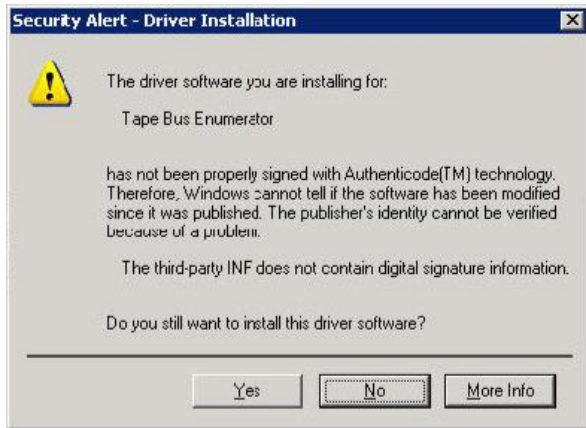 Security Alert - Driver Installation
The driver software you are installing for:
Tape Bus Enumerator
has not been properly signed with Authenticode(TM) technology.
Therefore, Windows cannot tell if the software has been modified
since it was published. The publisher's identity cannot be verified
because of a problem:
The third-party INF does not contain digital signature information.
Do you still want to install this driver software?
Yes
No
More Info